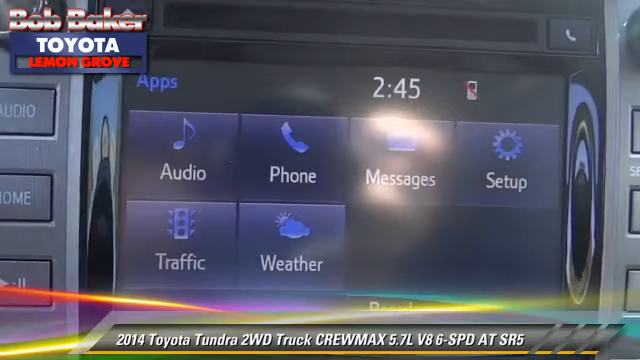 Bob Baker
TOYOTA
LEMON GROVE
Apps
2:45
AUDIO
Audio
Phone
Messages
Setup
HOME
Traffic
Weather
2014 Toyota Tundra 2WD Truck CREWMAX 5.7L V8 6-SPD AT SR5